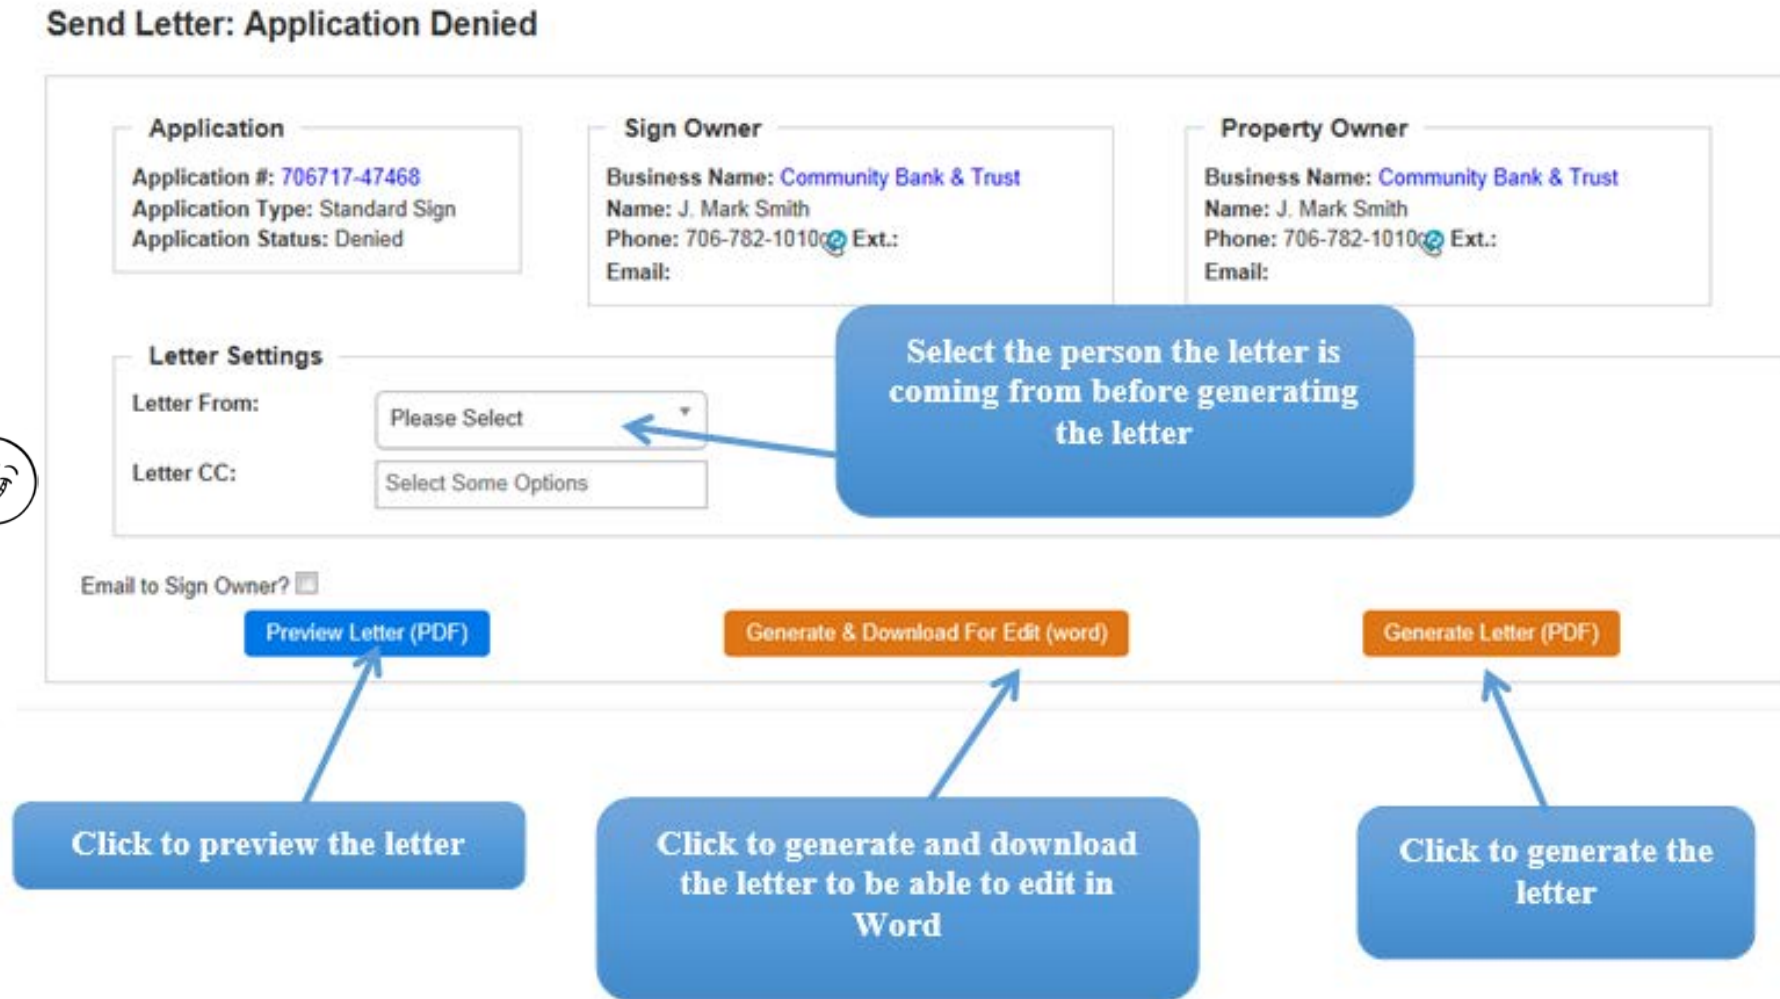 Send Letter: Application Denied
Application
Application #: 706717-47468
Application Type: Standard Sign
Application Status: Denied
Sign Owner
Business Name: Community Bank & Trust
Name: J. Mark Smith
Phone: 706-782-1010 Ext.:
Email:
Property Owner
Business Name: Community Bank & Trust
Name: J. Mark Smith
Phone: 706-782-1010 Ext.:
Email:
Letter Settings
Letter From:
Please Select
Letter CC:
Select Some Options
Select the person the letter is
coming from before generating
the letter
Email to Sign Owner?
Preview Letter (PDF)
Generate & Download For Edit (word)
Generate Letter (PDF)
Click to preview the letter
Click to generate and download
the letter to be able to edit in
Word
Click to generate the
letter